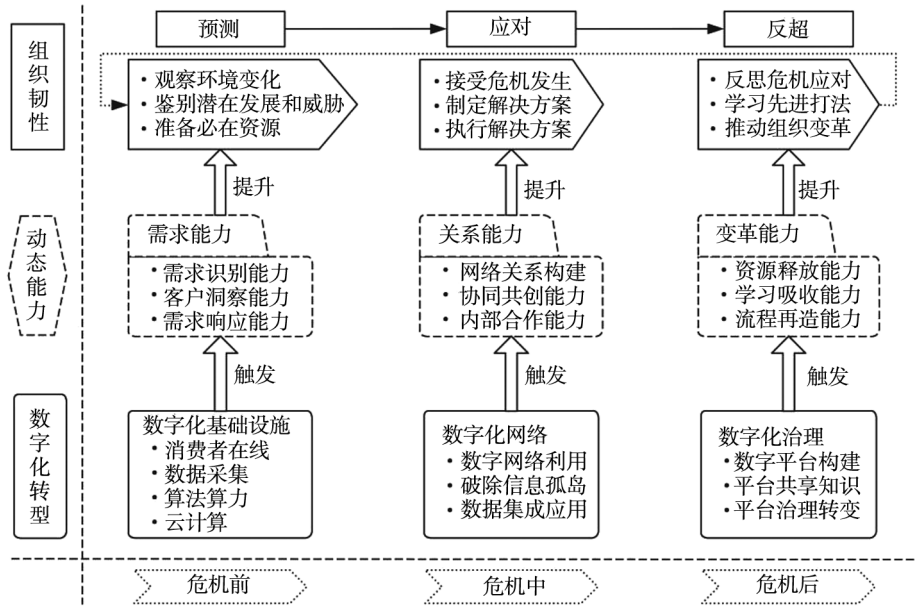 预测
应对
反超
组织韧性
·观察环境变化
·鉴别潜在发展和威胁
·准备必在资源
·接受危机发生
·制定解决方案
·执行解决方案
·反思危机应对
·学习先进打法
·推动组织变革
提升
提升
提升
动态能力
需求能力
·需求识别能力
·客户洞察能力
·需求响应能力
关系能力
·网络关系构建
·协同共创能力
·内部合作能力
变革能力
·资源释放能力
·学习吸收能力
·流程再造能力
触发
触发
触发
数字化转型
数字化基础设施
·消费者在线
·数据采集
·算法算力
·云计算
数字化网络
·数字网络利用
·破除信息孤岛
·数据集成应用
数字化治理
·数字平台构建
·平台共享知识
·平台治理转变
危机前
危机中
危机后